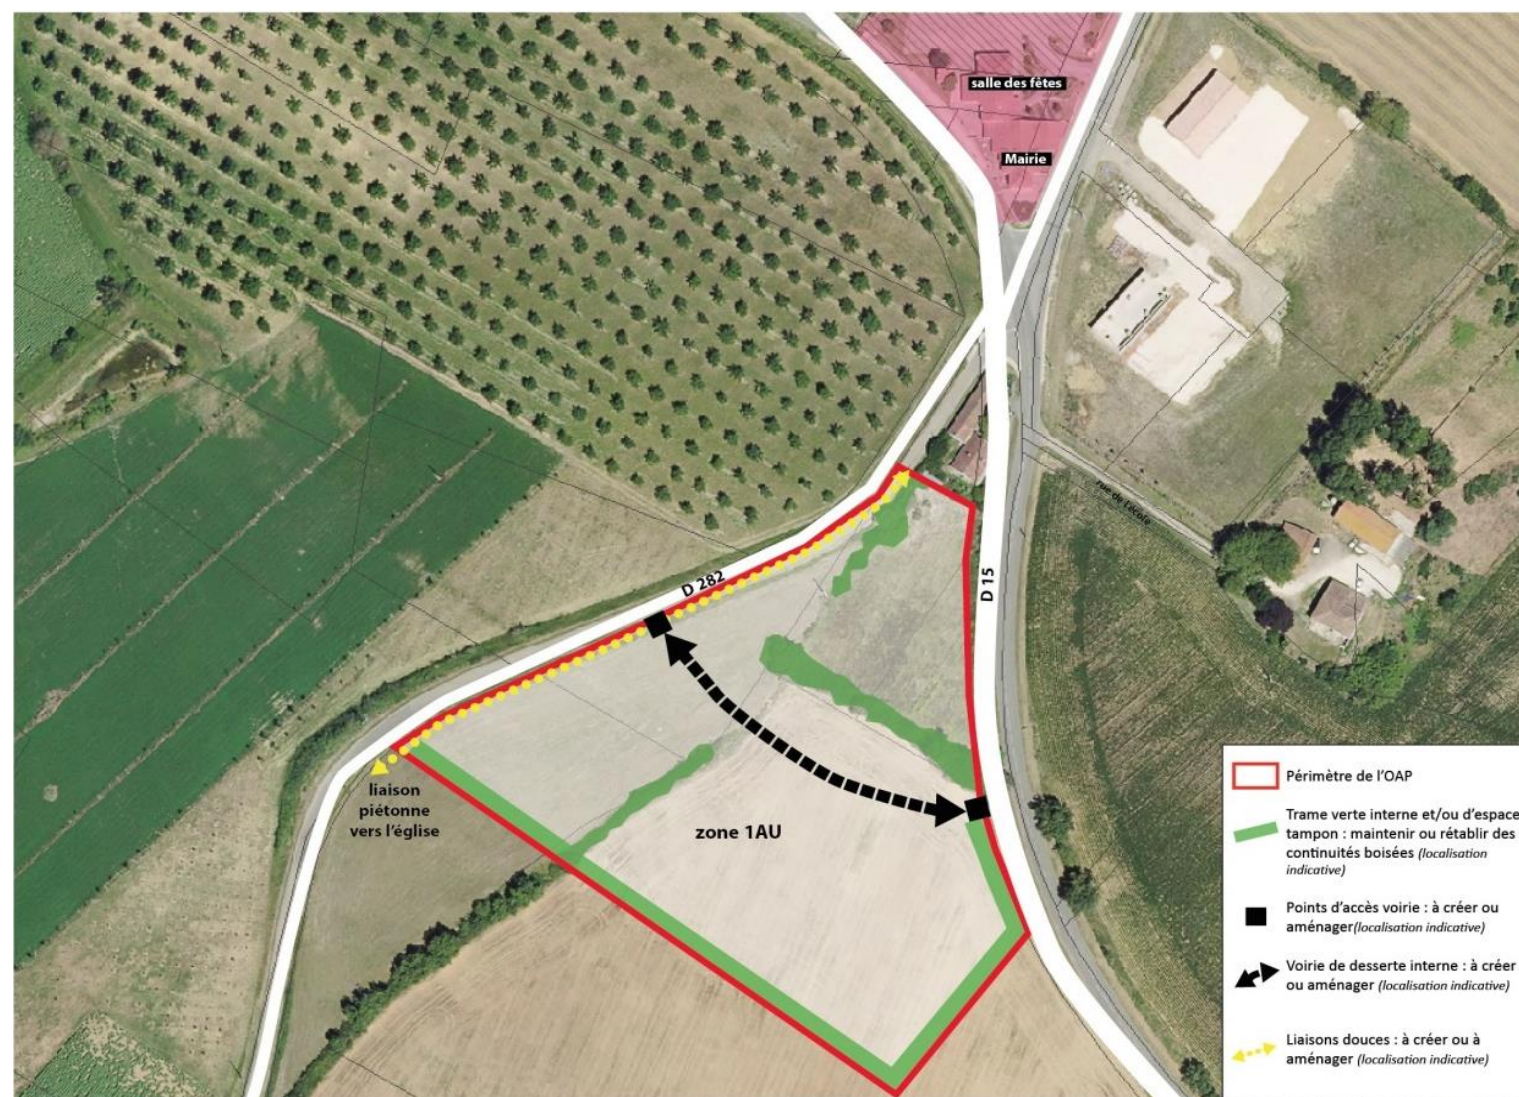 salle des fêtes
Mairie
rue de l'école
D 282
D 15
liaison
piétonne
vers l'église
zone 1AU
Périmètre de l'OAP
Trame verte interne et/ou d'espace
tampon : maintenir ou rétablir des
continuités boisées (localisation
indicative)
Points d'accès voirie : à créer ou
aménager(localisation indicative)
Voirie de desserte interne : à créer
ou aménager (localisation indicative)
Liaisons douces : à créer ou à
aménager (localisation indicative)